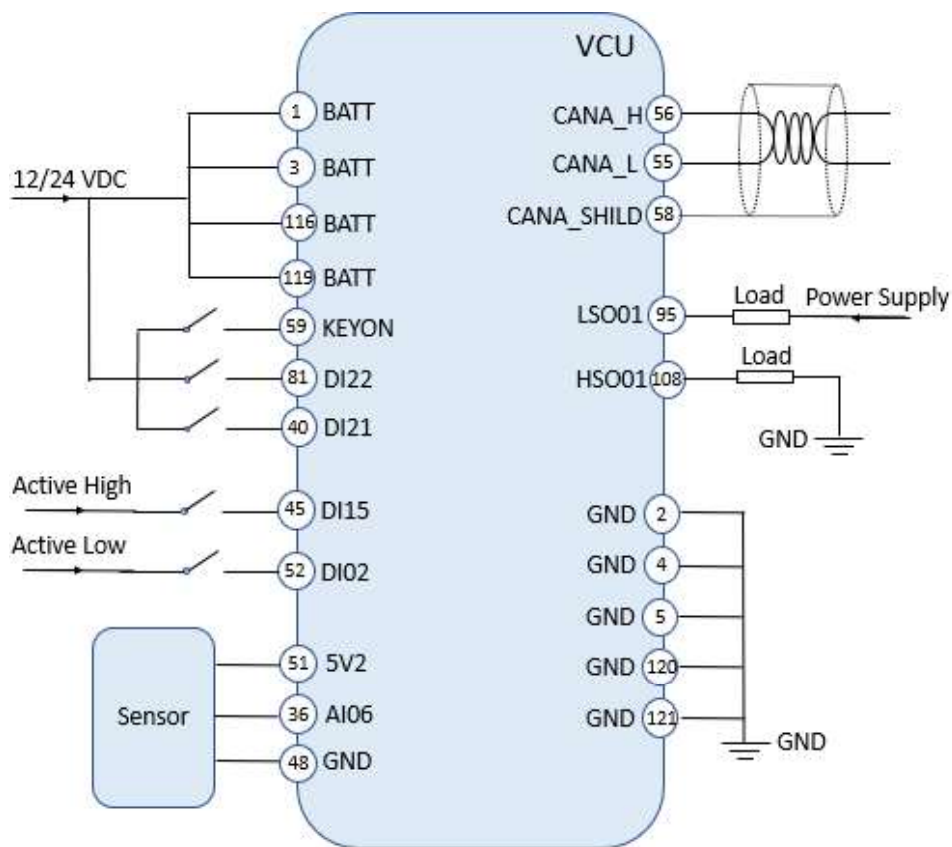 VCU
1 BATT
CANA_H 56
3 BATT
CANA_L 55
12/24 VDC
116 BATT
CANA_SHILD 58
119 BATT
59 KEYON
LSO01 95 Load Power Supply
81 DI22
HSO01 108 Load
40 DI21
GND
Active High
45 DI15
GND 2
Active Low
52 DI02
GND 4
GND 5
Sensor
51 5V2
GND 120
36 AI06
GND 121
GND
48 GND